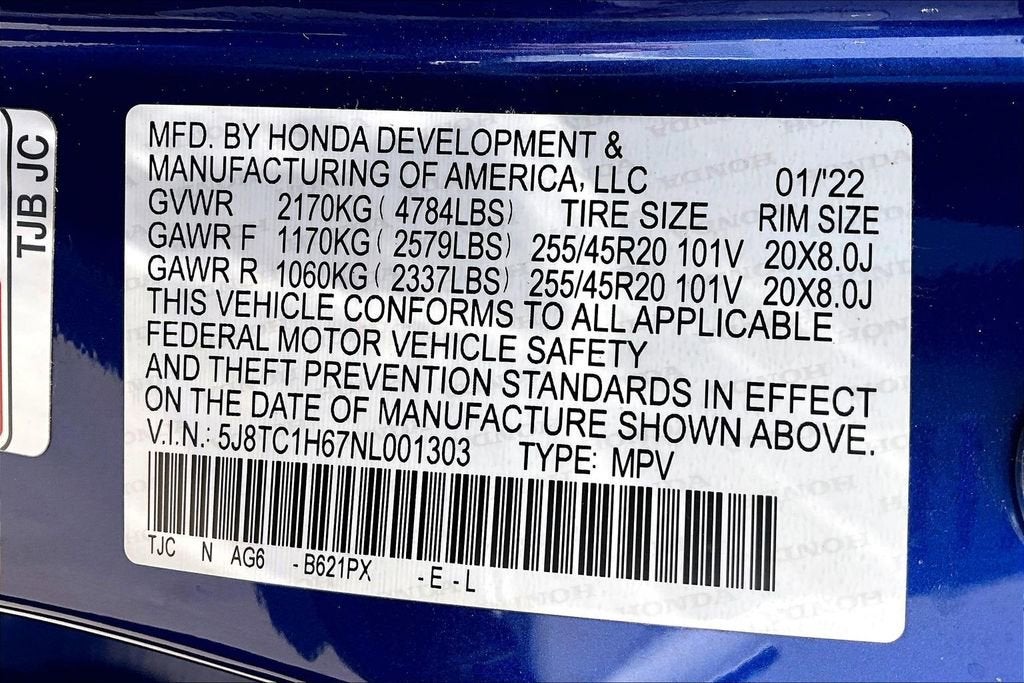 TJB JC
MFD. BY HONDA DEVELOPMENT &
MANUFACTURING OF AMERICA, LLC 01/'22
GVWR 2170KG ( 4784LBS) TIRE SIZE RIM SIZE
GAWR F 1170KG ( 2579LBS) 255/45R20 101V 20X8.0J
GAWR R 1060KG ( 2337LBS) 255/45R20 101V 20X8.0J
THIS VEHICLE CONFORMS TO ALL APPLICABLE
FEDERAL MOTOR VEHICLE SAFETY
AND THEFT PREVENTION STANDARDS IN EFFECT
ON THE DATE OF MANUFACTURE SHOWN ABOVE.
V.I.N.: 5J8TC1H67NL001303 TYPE: MPV
TJC N AG6 -B621PX -E-L